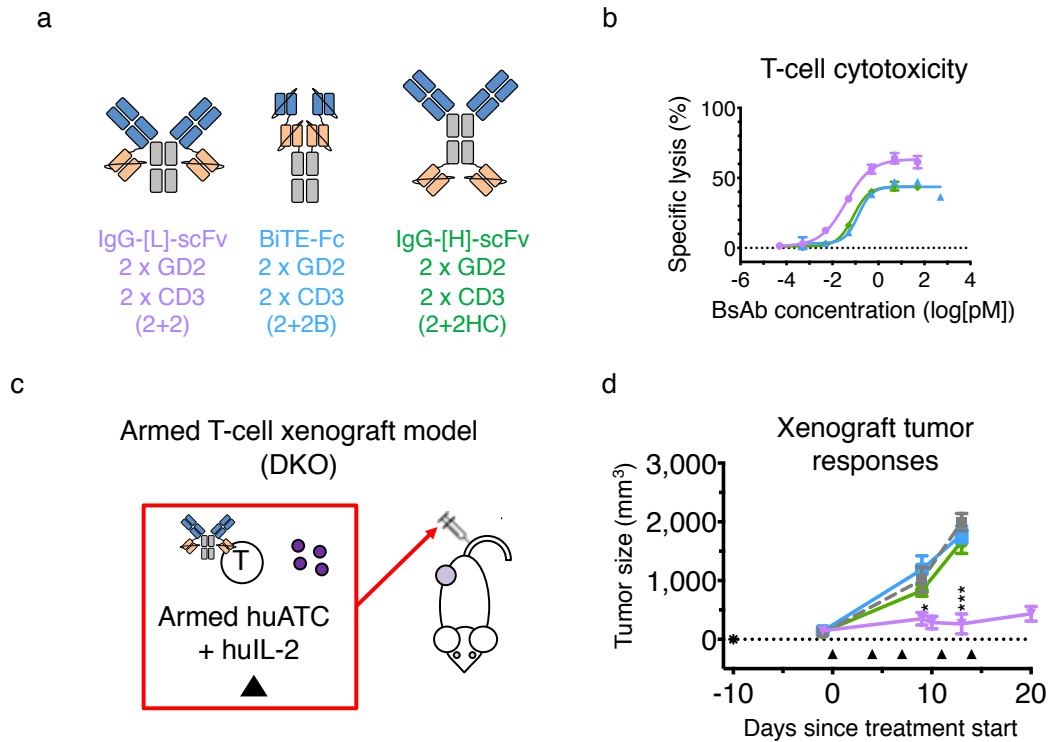 a
IgG-[L]-scFv
2 x GD2
2 x CD3
(2+2)
BiTE-Fc
2 x GD2
2 x CD3
(2+2B)
IgG-[H]-scFv
2 x GD2
2 x CD3
(2+2HC)
b
T-cell cytotoxicity
Specific lysis (%)
100
50
0
-6 -4 -2 0 2 4
BsAb concentration (log[pM])
c
Armed T-cell xenograft model
(DKO)
T
Armed huATC
+ huIL-2
d
Xenograft tumor
responses
Tumor size (mm³)
3,000
2,000
1,000
0
*
***
-10 0 10 20
Days since treatment start